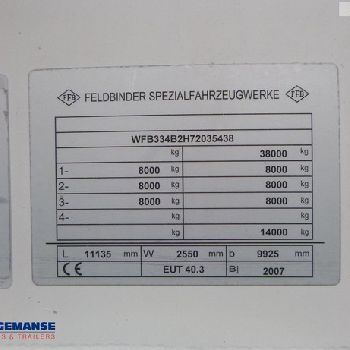 FFB FELDBINDER SPEZIALFAHRZEUGWERKE FFB
WFB334B2H72035438
kg 38000 kg
1- 8000 kg 8000 kg
2- 8000 kg 8000 kg
3- 8000 kg 8000 kg
4- kg kg
14000 kg
L 11135 mm W 2550 mm b 9925 mm
CE EUT 40.3 Bj 2007
GEMANSE
S & TRAILERS